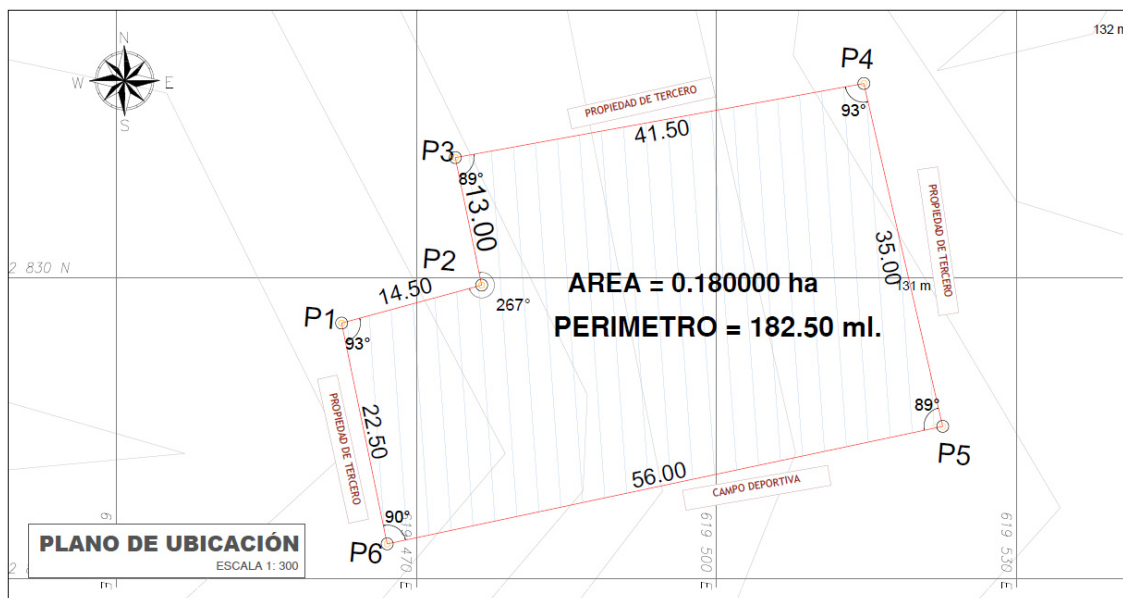 132 m
N
W E
S
P4
PROPIEDAD DE TERCERO
93°
41.50
P3
89°
13.00
PROPIEDAD DE TERCERO
35.00
P2
2 830 N
14.50
267°
AREA = 0.180000 ha
131 m
P1
93°
PERIMETRO = 182.50 ml.
PROPIEDAD DE TERCERO
22.50
89°
P5
56.00
CAMPO DEPORTIVA
90°
P6
619 470
E
619 500
E
619 530
E
E
PLANO DE UBICACIÓN
ESCALA 1: 300